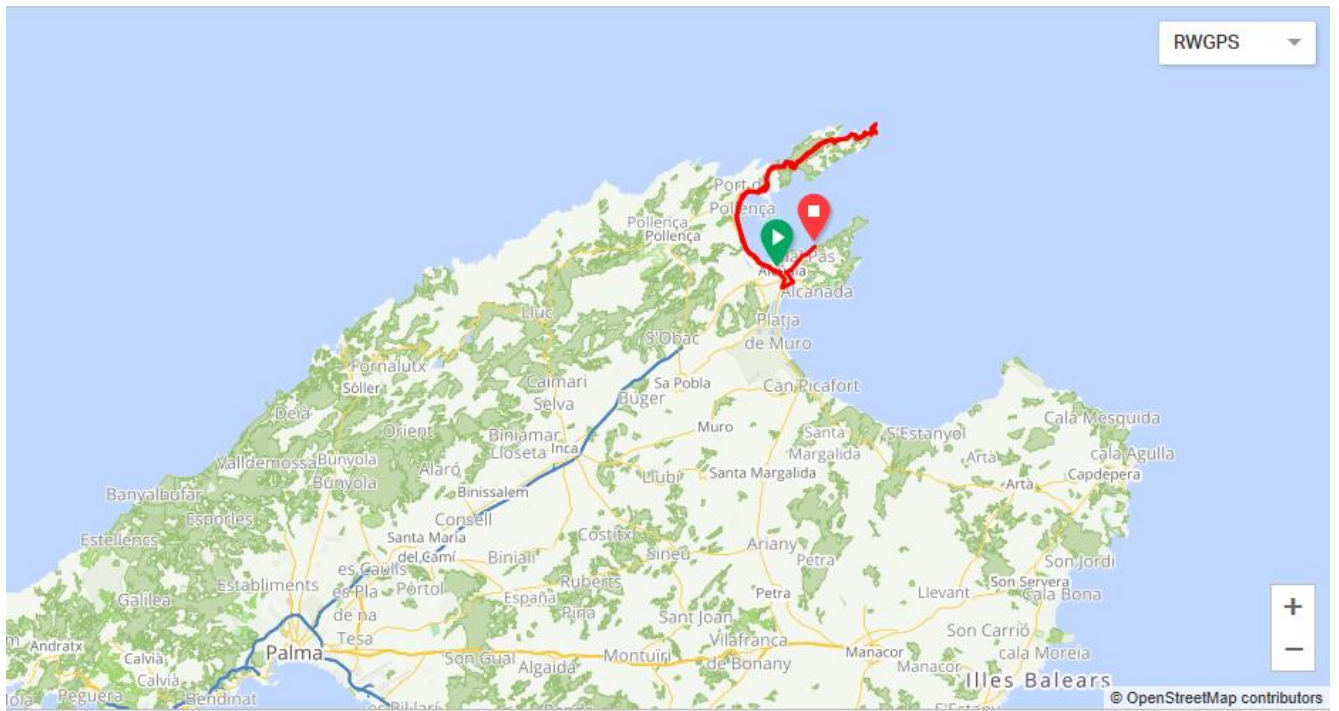 RWGPS
Port de
Pollença
Pollença
Pollença
Alcúdia
Alcanada
Platja
de Muro
Lluc
S'Obac
Fornalutx
Sóller
Caimari
Selva
Sa Pobla
Búger
Can Picafort
Deià
Orient
Biniamar
Lloseta
Inca
Muro
Santa
Margalida
S'Estanyol
Cala Mesquida
cala Agulla
Valldemossa
Bunyola
Bunyola
Alaró
Llubí
Santa Margalida
Artà
Artà
Capdepera
Banyalbufar
Binissalem
Esporles
Consell
Estellencs
Santa Maria
del Camí
Biniali
Costitx
Sineu
Ariany
Petra
Son Jordi
Establiments
es Caülls
es Pla
de na
Tesa
Pòrtol
Ruberts
España
Pina
Petra
Llevant
Son Servera
Cala Bona
Galilea
Sant Joan
Andratx
Calvià
Calvià
Palma
Son Gual
Algaida
Montuïri
Vilafranca
de Bonany
Manacor
Manacor
Son Carrió
cala Moreia
Illes Balears
Peguera
Bendinat
+
−
© OpenStreetMap contributors